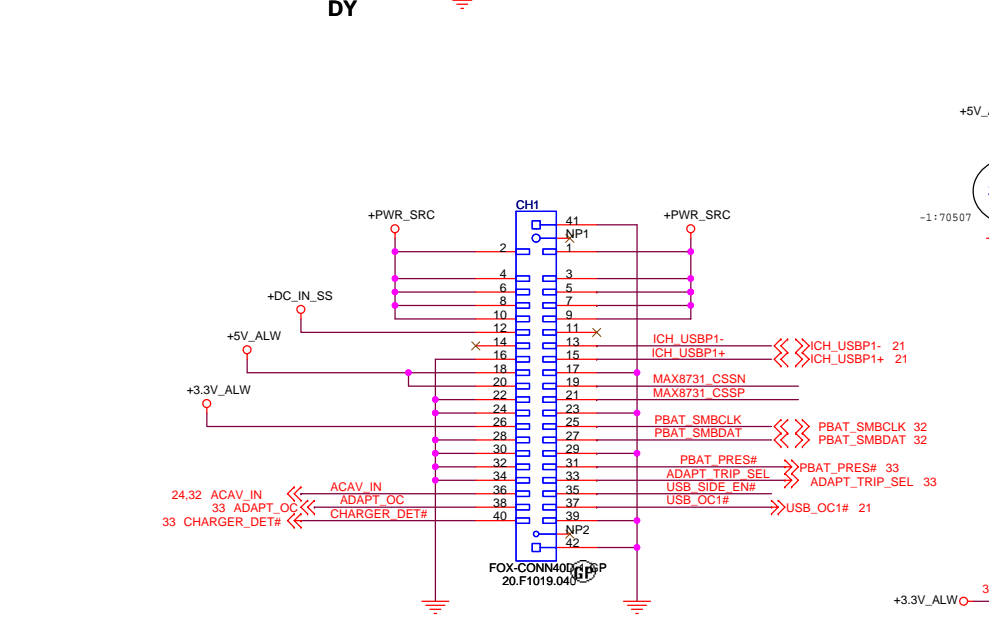 DY
+5V_A
-1:70507
CH1
+PWR_SRC
+PWR_SRC
41
NP1
2
1
4
3
6
5
8
7
+DC_IN_SS
10
9
12
11
+5V_ALW
14
13
ICH_USBP1-
ICH_USBP1- 21
16
15
ICH_USBP1+
ICH_USBP1+ 21
18
17
+3.3V_ALW
20
19
MAX8731_CSSN
22
21
MAX8731_CSSP
24
23
26
25
PBAT_SMBCLK
PBAT_SMBCLK 32
28
27
PBAT_SMBDAT
PBAT_SMBDAT 32
30
29
32
31
PBAT_PRES#
PBAT_PRES# 33
34
33
ADAPT_TRIP_SEL
ADAPT_TRIP_SEL 33
24,32 ACAV_IN
ACAV_IN
36
35
USB_SIDE_EN#
33 ADAPT_OC
ADAPT_OC
38
37
USB_OC1#
USB_OC1# 21
33 CHARGER_DET#
CHARGER_DET#
40
39
NP2
42
GP
20.F1019.040
+3.3V_ALW
3